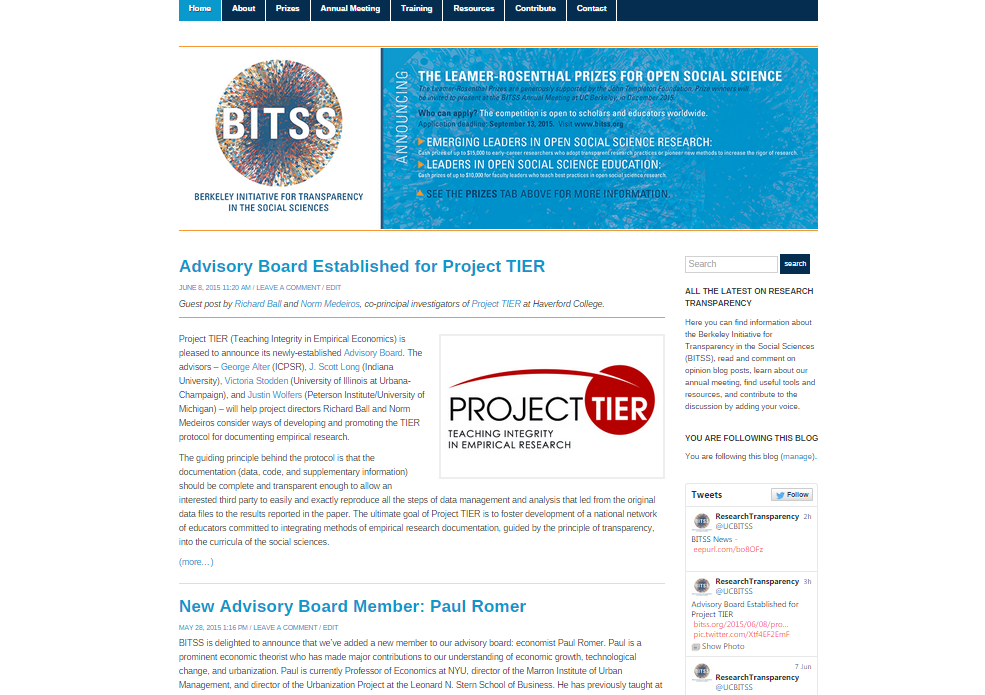 Home About Prizes Annual Meeting Training Resources Contribute Contact
BITSS
BERKELEY INITIATIVE FOR TRANSPARENCY
IN THE SOCIAL SCIENCES
ANNOUNCING
THE LEAMER-ROSENTHAL PRIZES FOR OPEN SOCIAL SCIENCE
The Leamer-Rosenthal Prizes are generously supported by the John Templeton Foundation. Prize winners will
be invited to present at the BITSS Annual Meeting at UC Berkeley, in December 2015.
Who can apply? The competition is open to scholars and educators worldwide.
Application deadline: September 13, 2015. Visit www.bitss.org
EMERGING LEADERS IN OPEN SOCIAL SCIENCE RESEARCH:
Cash prizes of up to $15,000 to early-career researchers who adopt transparent research practices or pioneer new methods to increase the rigor of research.
LEADERS IN OPEN SOCIAL SCIENCE EDUCATION:
Cash prizes of up to $10,000 for faculty leaders who teach best practices in open social science research.
SEE THE PRIZES TAB ABOVE FOR MORE INFORMATION.
Advisory Board Established for Project TIER
JUNE 8, 2015 11:20 AM / LEAVE A COMMENT / EDIT
Guest post by Richard Ball and Norm Medeiros, co-principal investigators of Project TIER at Haverford College.
Project TIER (Teaching Integrity in Empirical Economics) is
pleased to announce its newly-established Advisory Board. The
advisors – George Alter (ICPSR), J. Scott Long (Indiana
University), Victoria Stodden (University of Illinois at Urbana-
Champaign), and Justin Wolfers (Peterson Institute/University of
Michigan) – will help project directors Richard Ball and Norm
Medeiros consider ways of developing and promoting the TIER
protocol for documenting empirical research.
PROJECT TIER
TEACHING INTEGRITY
IN EMPIRICAL RESEARCH
The guiding principle behind the protocol is that the
documentation (data, code, and supplementary information)
should be complete and transparent enough to allow an
interested third party to easily and exactly reproduce all the steps of data management and analysis that led from the original
data files to the results reported in the paper. The ultimate goal of Project TIER is to foster development of a national network
of educators committed to integrating methods of empirical research documentation, guided by the principle of transparency,
into the curricula of the social sciences.
(more…)
New Advisory Board Member: Paul Romer
MAY 28, 2015 1:16 PM / LEAVE A COMMENT / EDIT
BITSS is delighted to announce that we've added a new member to our advisory board: economist Paul Romer. Paul is a
prominent economic theorist who has made major contributions to our understanding of economic growth, technological
change, and urbanization. Paul is currently Professor of Economics at NYU, director of the Marron Institute of Urban
Management, and director of the Urbanization Project at the Leonard N. Stern School of Business. He has previously taught at
Search search
ALL THE LATEST ON RESEARCH
TRANSPARENCY
Here you can find information about
the Berkeley Initiative for
Transparency in the Social Sciences
(BITSS), read and comment on
opinion blog posts, learn about our
annual meeting, find useful tools and
resources, and contribute to the
discussion by adding your voice.
YOU ARE FOLLOWING THIS BLOG
You are following this blog (manage).
Tweets Follow
ResearchTransparency 2h
@UCBITSS
BITSS News -
eepurl.com/bo8OFz
ResearchTransparency 3h
@UCBITSS
Advisory Board Established for
Project TIER
bitss.org/2015/06/08/pro…
pic.twitter.com/Xtf4EF2EmF
Show Photo
7 Jun
ResearchTransparency
@UCBITSS